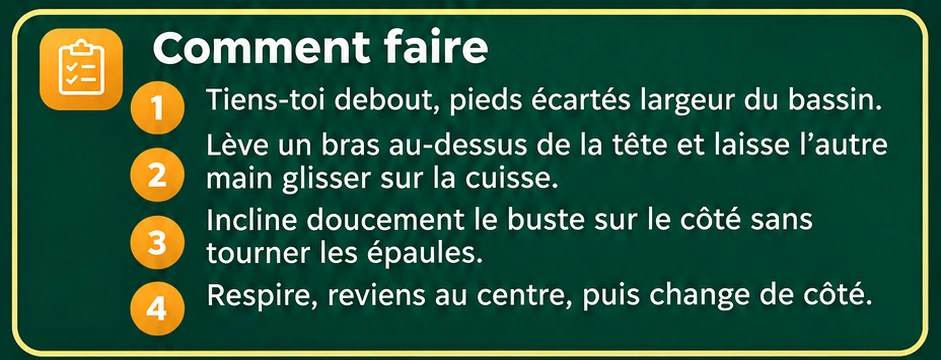 Comment faire
1 Tiens-toi debout, pieds écartés largeur du bassin.
2 Lève un bras au-dessus de la tête et laisse l’autre
main glisser sur la cuisse.
3 Incline doucement le buste sur le côté sans
tourner les épaules.
4 Respire, reviens au centre, puis change de côté.